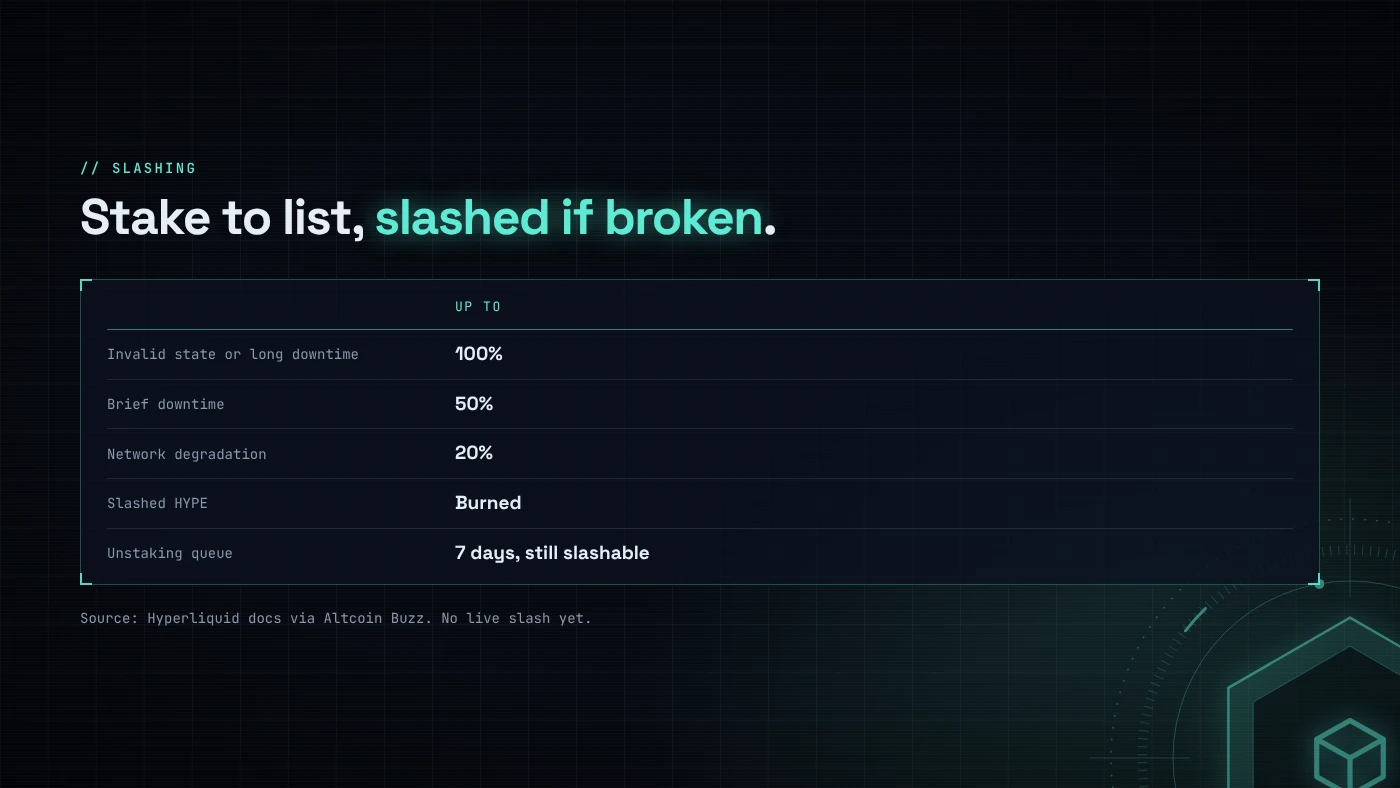 // SLASHING
Stake to list, slashed if broken.
UP TO
Invalid state or long downtime 100%
Brief downtime 50%
Network degradation 20%
Slashed HYPE Burned
Unstaking queue 7 days, still slashable
Source: Hyperliquid docs via Altcoin Buzz. No live slash yet.